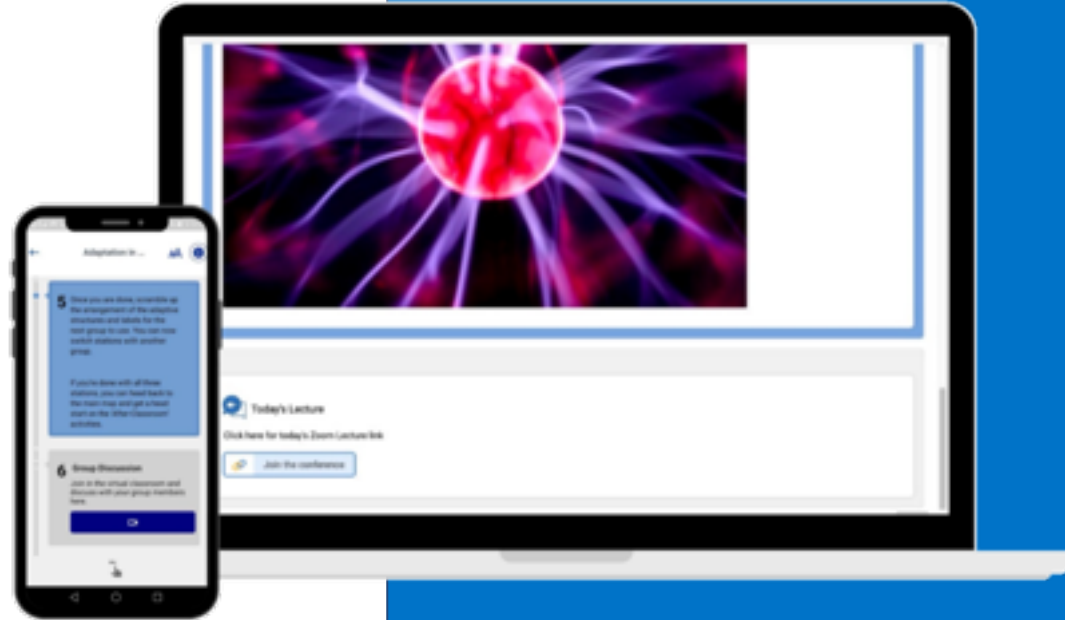 Adaptation in ...
AA
5 Once you are done, scramble up
the arrangement of the adaptive
structures and labels for the
next group to use. You can now
switch stations with another
group.
If you're done with all three
stations, you can head back to
the main map and get a head
start on the 'After Classroom'
activities.
6 Group Discussion
Join in the virtual classroom and
discuss with your group members
here.
Today's Lecture
Click here for today's Zoom Lecture link
Join the conference